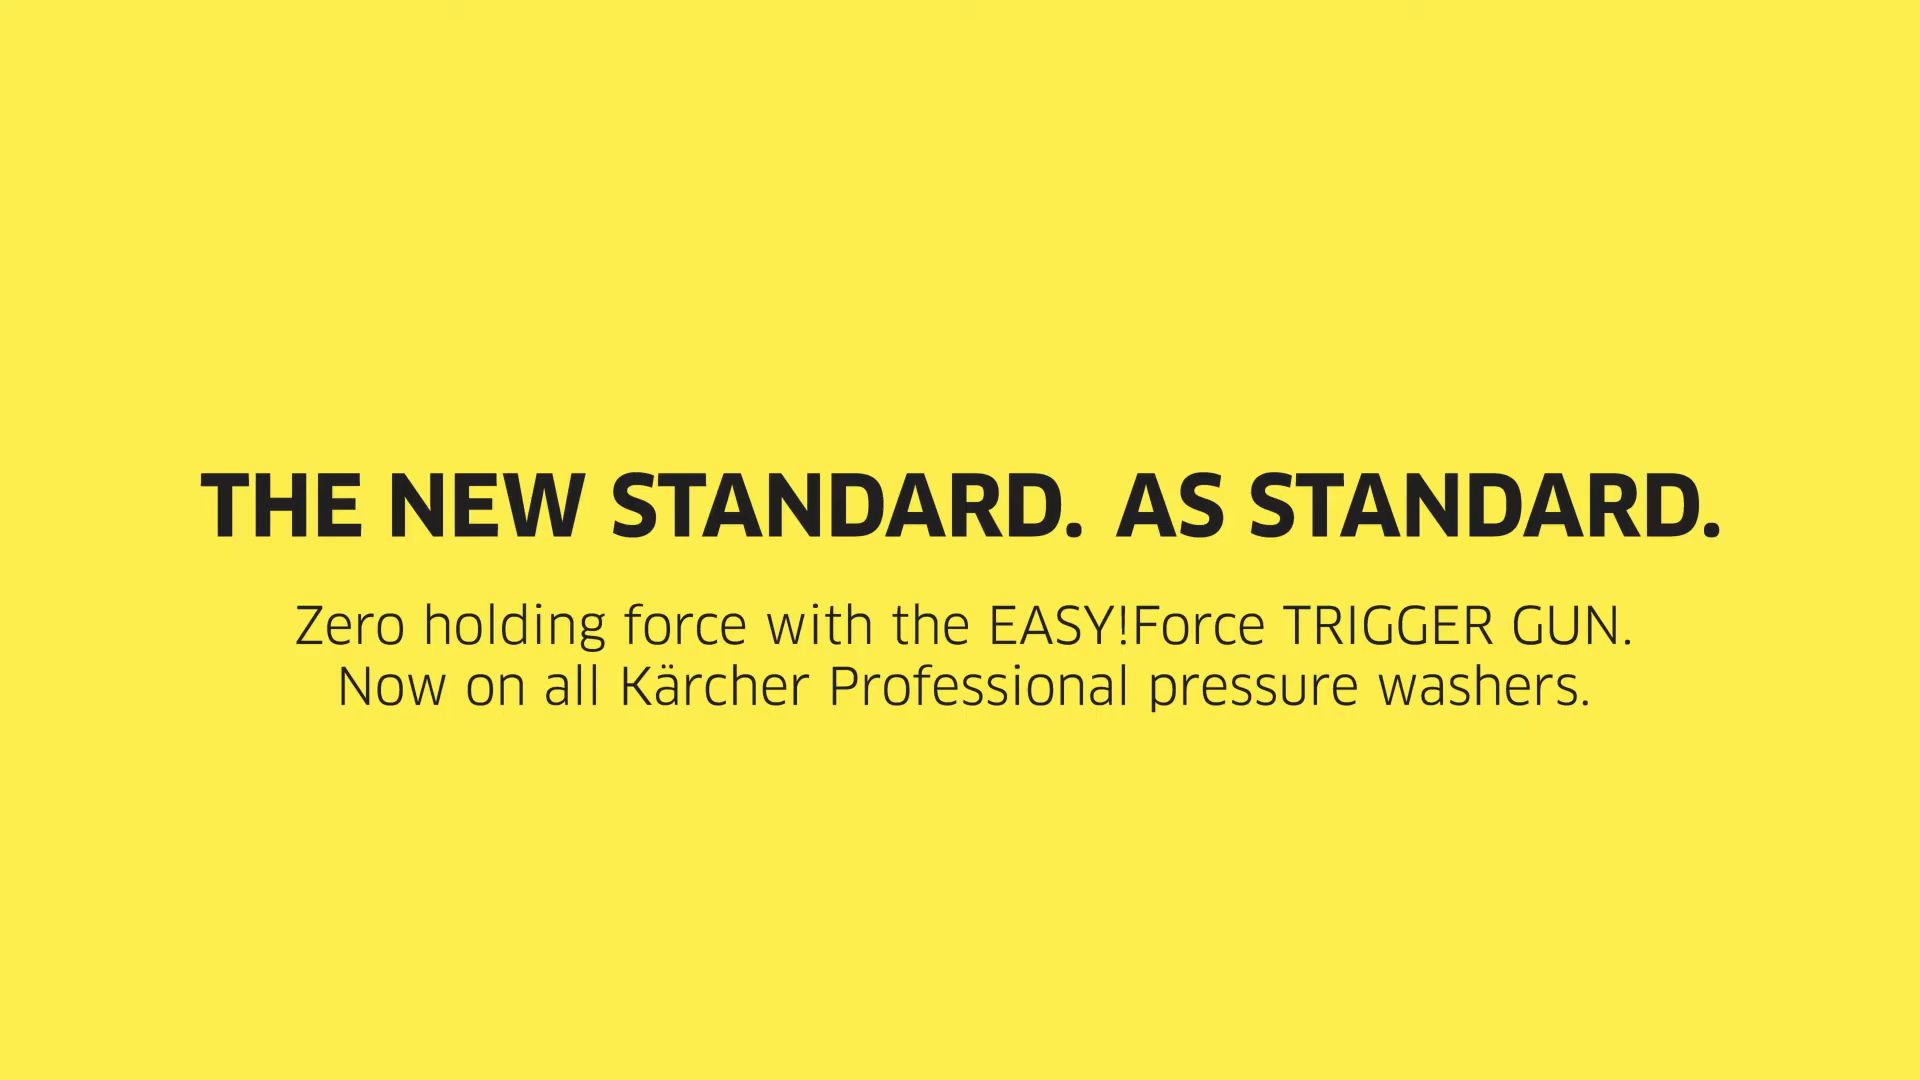 THE NEW STANDARD. AS STANDARD.
Zero holding force with the EASY!Force TRIGGER GUN.
Now on all Kärcher Professional pressure washers.